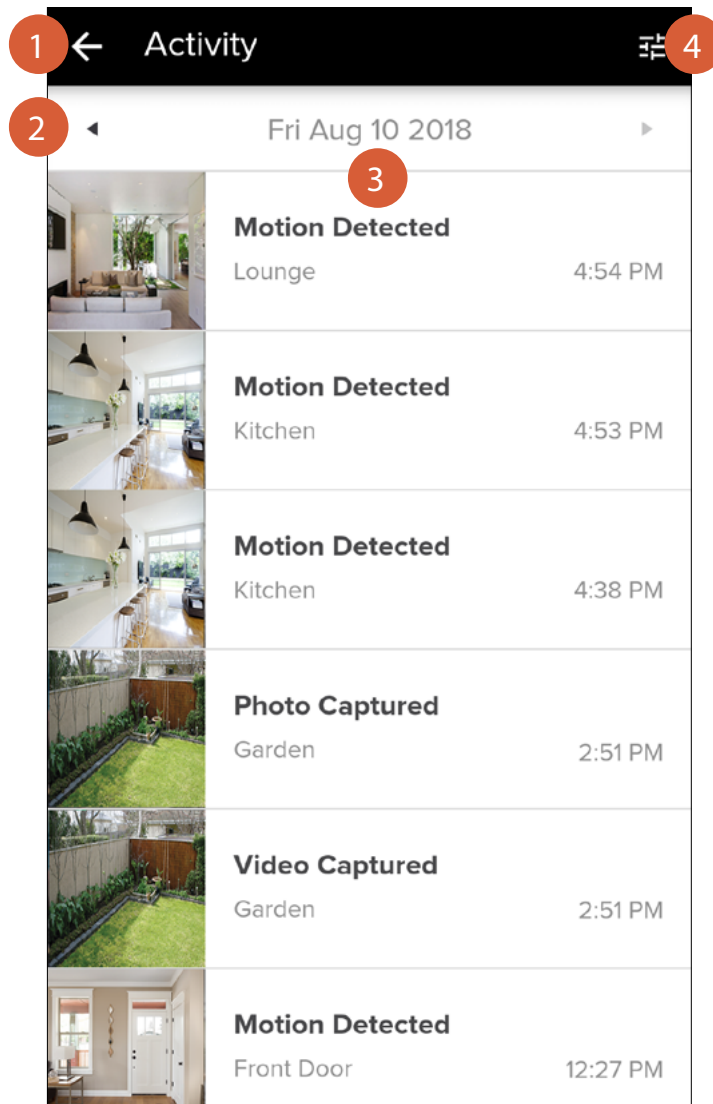 1
Activity
4
2
Fri Aug 10 2018
3
Motion Detected
Lounge
4:54 PM
Motion Detected
Kitchen
4:53 PM
Motion Detected
Kitchen
4:38 PM
Photo Captured
Garden
2:51 PM
Video Captured
Garden
2:51 PM
Motion Detected
Front Door
12:27 PM